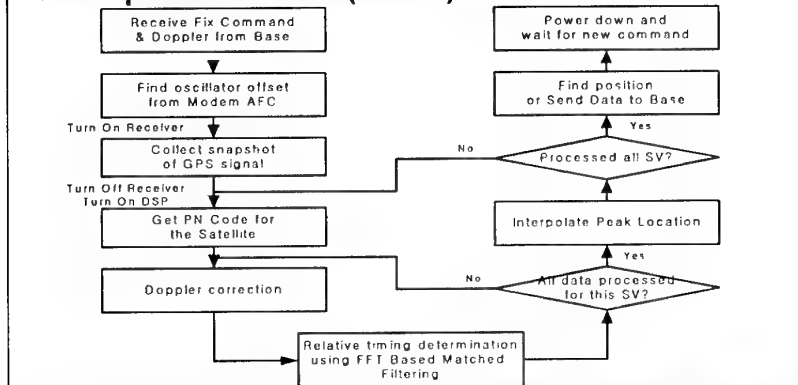 Receive Fix Command
& Doppler from Base
Find oscillator offset
from Modem AFC
Turn On Receiver
Collect snapshot
of GPS signal
Turn Off Receiver
Turn On DSP
Get PN Code for
the Satellite
Doppler correction
Relative timing determination
using FFT Based Matched
Filtering
All data processed
for this SV?
No
Yes
Interpolate Peak Location
Processed all SV?
No
Yes
Find position
or Send Data to Base
Power down and
wait for new command